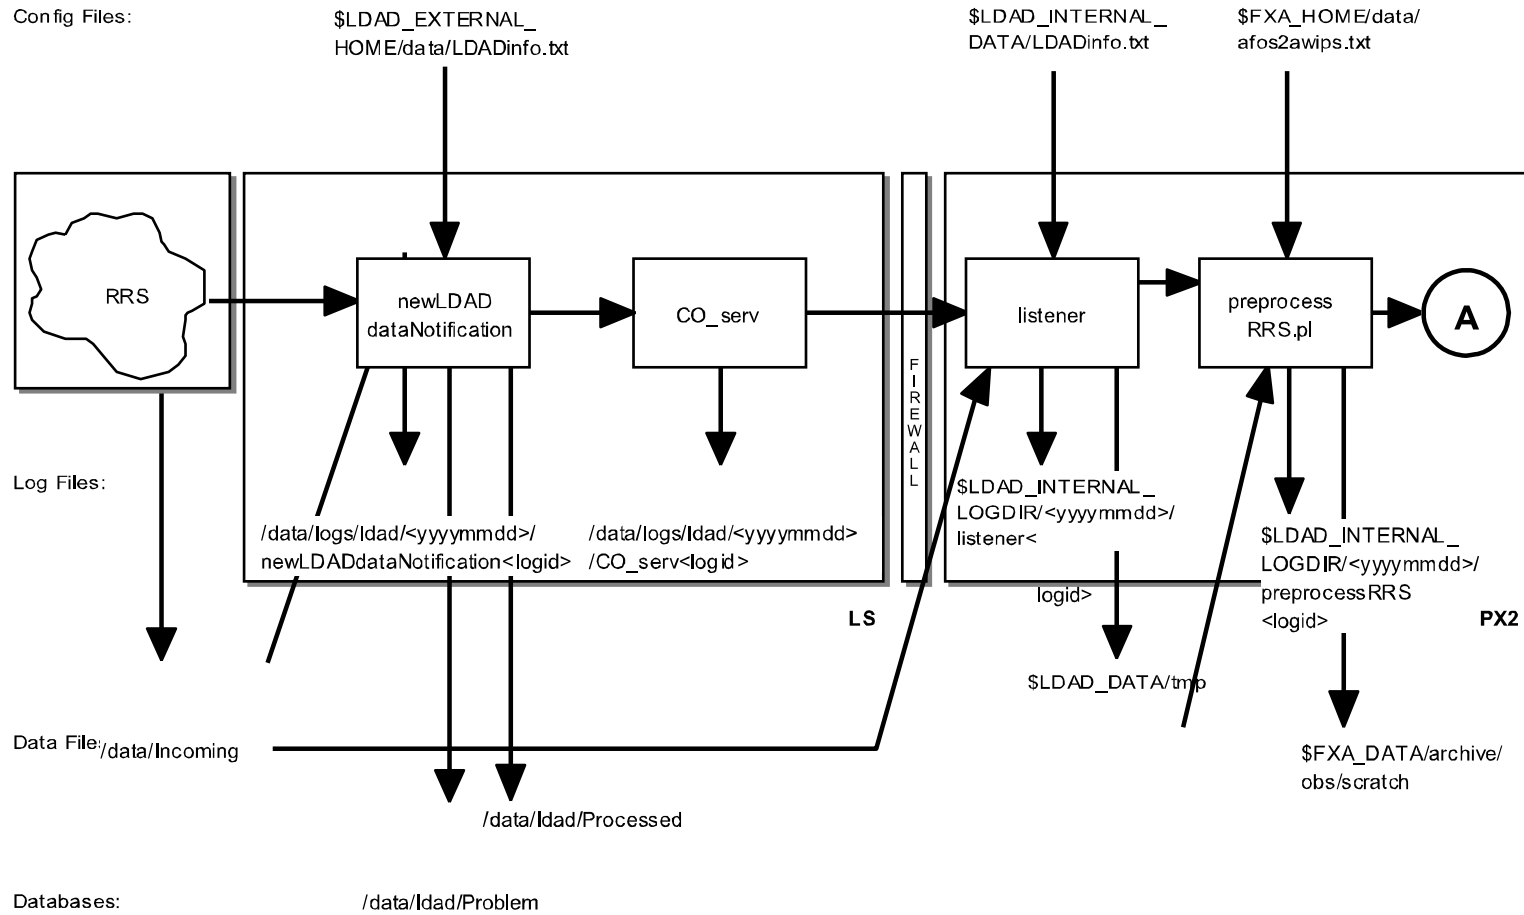 Config Files:
$LDAD_EXTERNAL_
HOME/data/LDADinfo.txt
$LDAD_INTERNAL_
DATA/LDADinfo.txt
$FXA_HOME/data/
afos2awips.txt
RRS
newLDAD
dataNotification
CO_serv
listener
preprocess
RRS.pl
A
FIREWALL
Log Files:
/data/logs/ldad/<yyyymmdd>/
newLDADdataNotification<logid>
/data/logs/ldad/<yyyymmdd>
/CO_serv<logid>
$LDAD_INTERNAL_
LOGDIR/<yyyymmdd>/
listener<
logid>
$LDAD_INTERNAL_
LOGDIR/<yyyymmdd>/
preprocessRRS
<logid>
LS
PX2
$LDAD_DATA/tmp
Data File
/data/Incoming
$FXA_DATA/archive/
obs/scratch
/data/ldad/Processed
Databases:
/data/ldad/Problem